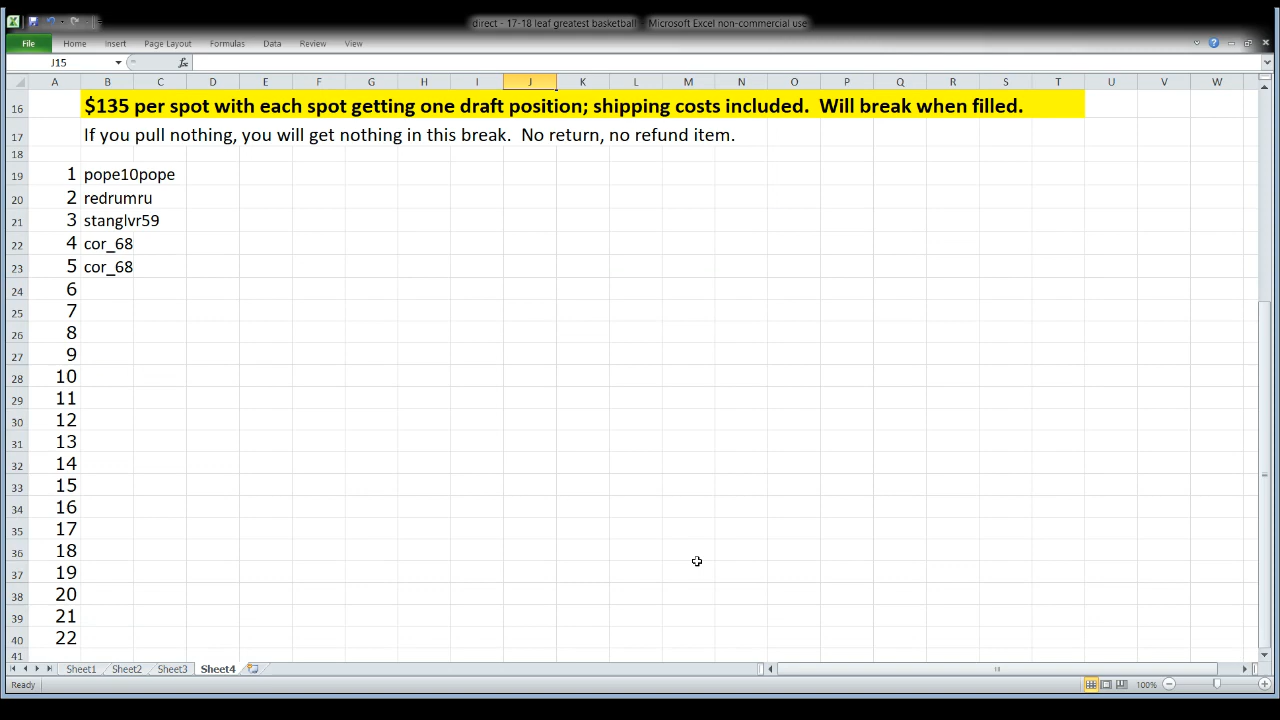 direct - 17-18 leaf greatest basketball - Microsoft Excel non-commercial use
File Home Insert Page Layout Formulas Data Review View
J15 fx
A B C D E F G H I J K L M N O P Q R S T U V W
16 $135 per spot with each spot getting one draft position; shipping costs included. Will break when filled.
17 If you pull nothing, you will get nothing in this break. No return, no refund item.
18
19 1 pope10pope
20 2 redrumru
21 3 stanglvr59
22 4 cor_68
23 5 cor_68
24 6
25 7
26 8
27 9
28 10
29 11
30 12
31 13
32 14
33 15
34 16
35 17
36 18
37 19
38 20
39 21
40 22
41
Sheet1 Sheet2 Sheet3 Sheet4
Ready 100%